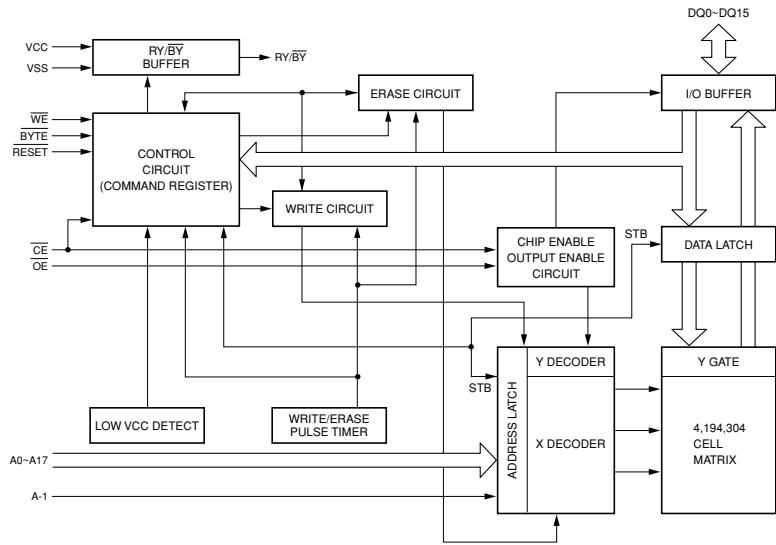 DQ0~DQ15
VCC
VSS
RY/BY
BUFFER
RY/BY
ERASE CIRCUIT
I/O BUFFER
WE
BYTE
RESET
CONTROL
CIRCUIT
(COMMAND REGISTER)
WRITE CIRCUIT
CE
OE
CHIP ENABLE
OUTPUT ENABLE
CIRCUIT
STB
DATA LATCH
STB
ADDRESS LATCH
Y DECODER
X DECODER
Y GATE
4,194,304
CELL
MATRIX
LOW VCC DETECT
WRITE/ERASE
PULSE TIMER
A0~A17
A-1